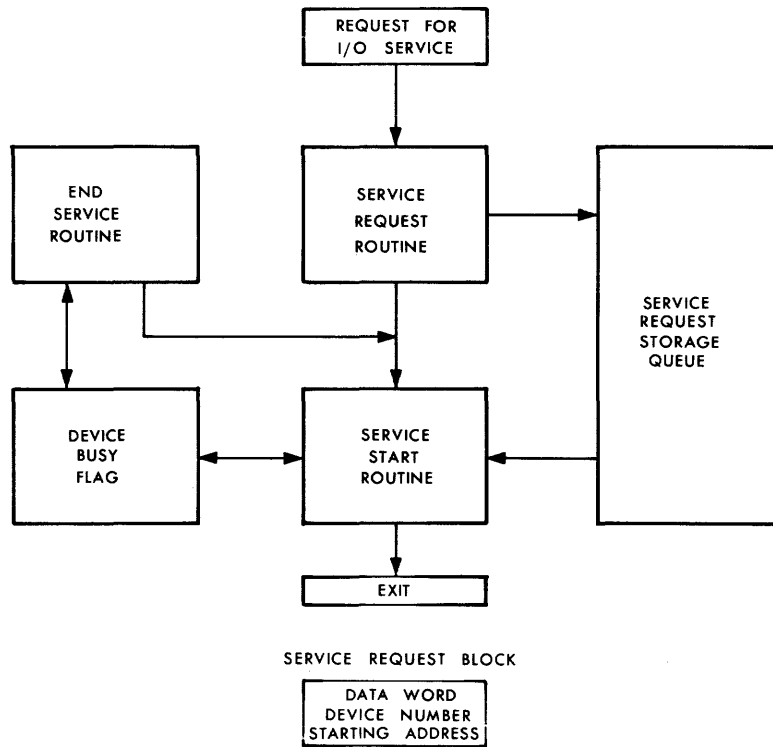 REQUEST FOR
I/O SERVICE
END
SERVICE
ROUTINE
SERVICE
REQUEST
ROUTINE
SERVICE
REQUEST
STORAGE
QUEUE
DEVICE
BUSY
FLAG
SERVICE
START
ROUTINE
EXIT
SERVICE REQUEST BLOCK
DATA WORD
DEVICE NUMBER
STARTING ADDRESS